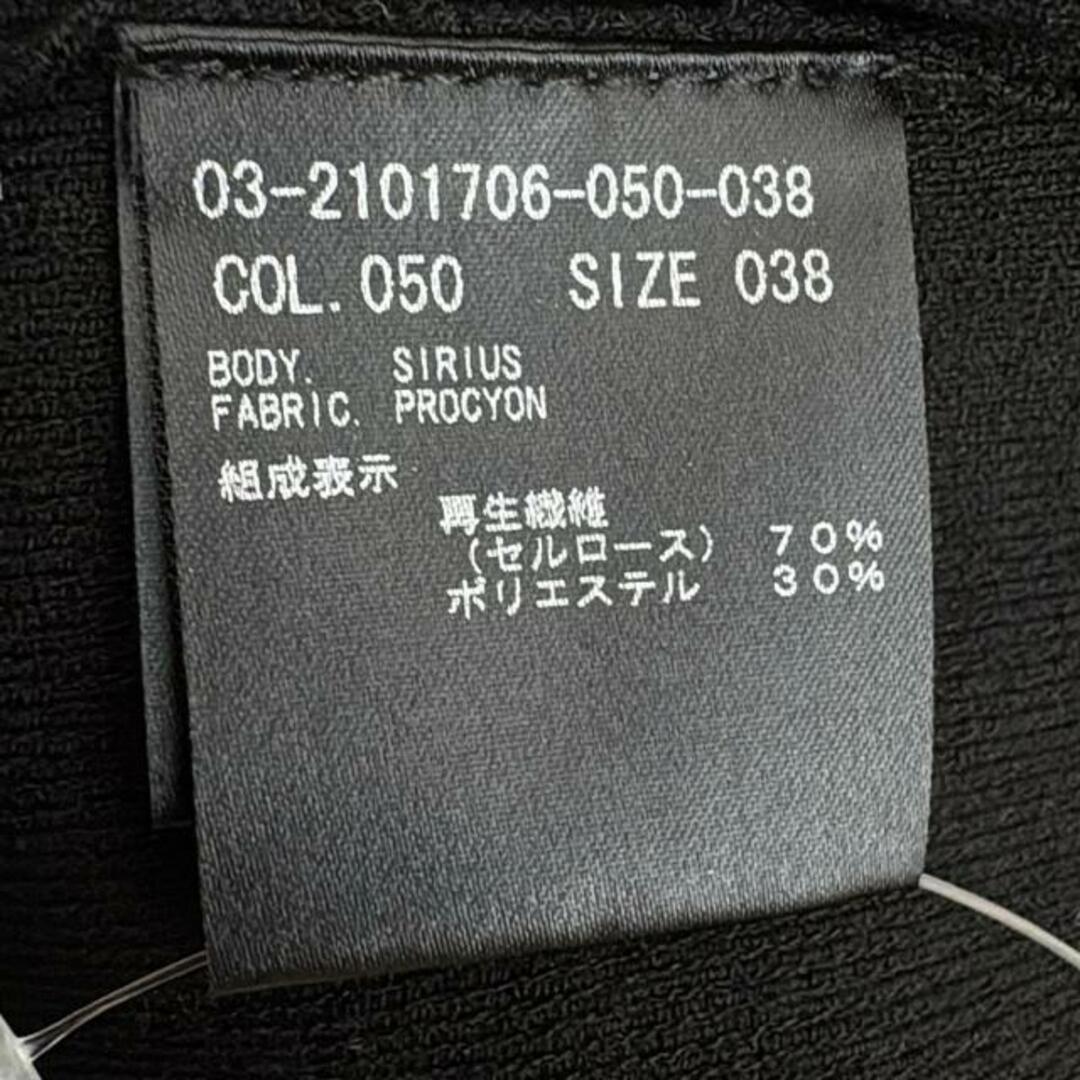 03-2101706-050-038
COL. 050 SIZE 038
BODY. SIRIUS
FABRIC. PROCYON
組成表示
再生繊維
(セルロース) 70%
ポリエステル 30%